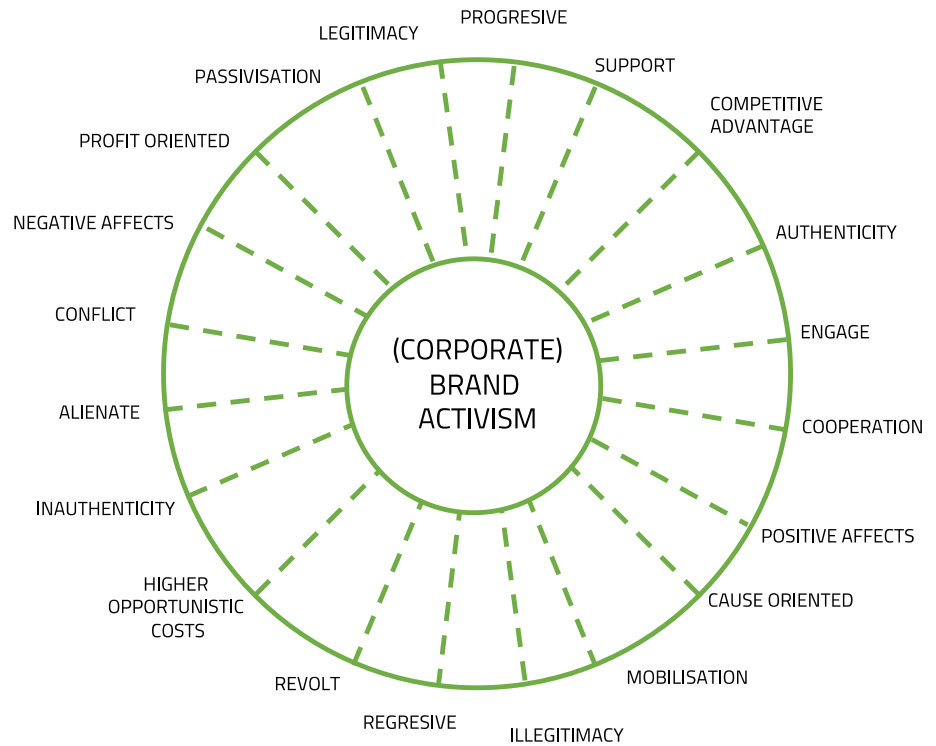 PROGRESIVE
LEGITIMACY
SUPPORT
PASSIVISATION
COMPETITIVE
ADVANTAGE
PROFIT ORIENTED
NEGATIVE AFFECTS
AUTHENTICITY
CONFLICT
ENGAGE
(CORPORATE)
BRAND
ACTIVISM
ALIENATE
COOPERATION
INAUTHENTICITY
POSITIVE AFFECTS
HIGHER
OPPORTUNISTIC
COSTS
CAUSE ORIENTED
REVOLT
MOBILISATION
REGRESIVE
ILLEGITIMACY